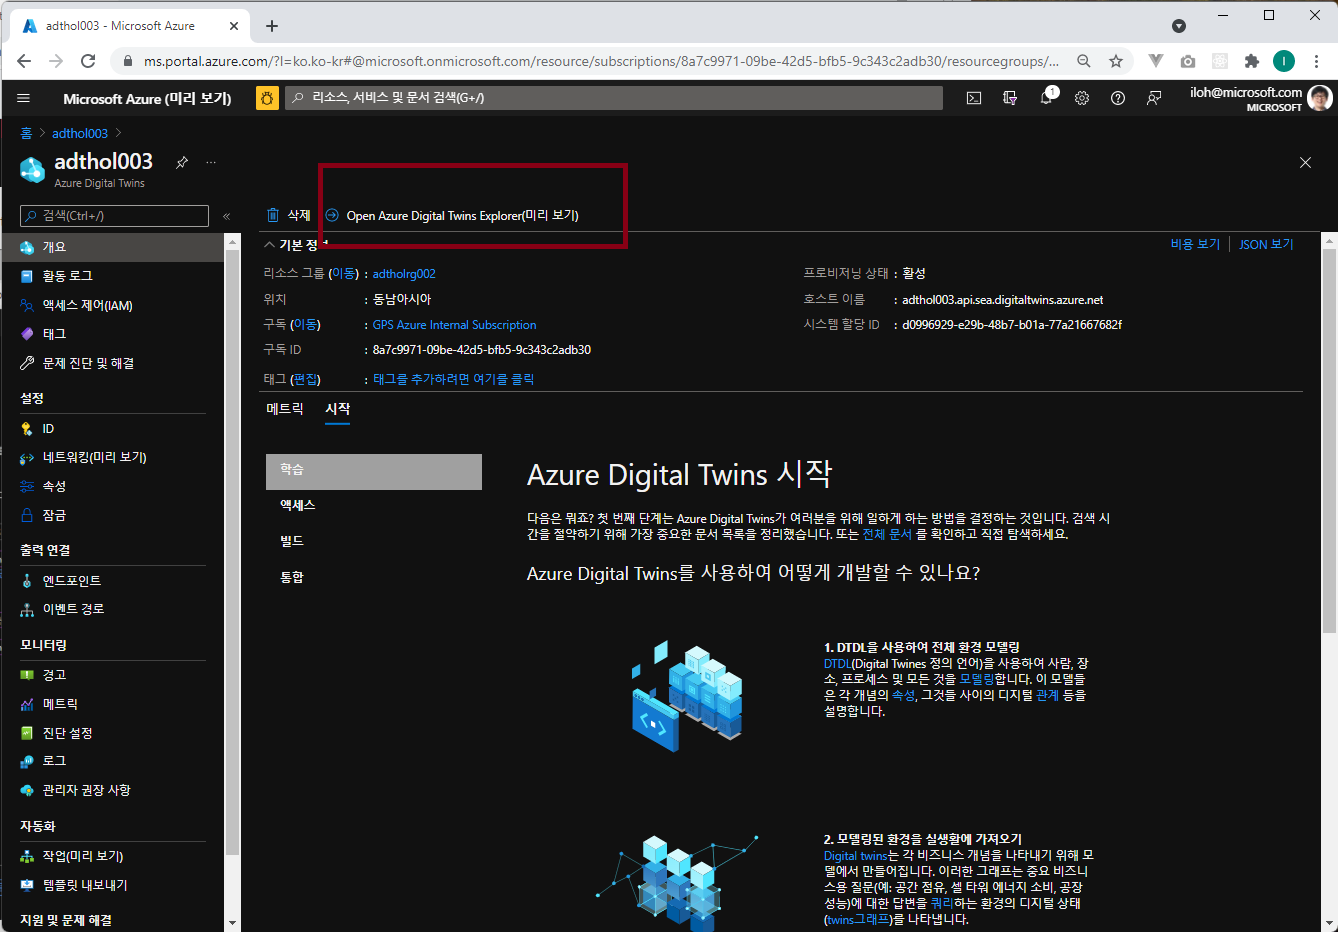 adthol003 - Microsoft Azure
ms.portal.azure.com/?l=ko.ko-kr#@microsoft.onmicrosoft.com/resource/subscriptions/8a7c9971-09be-42d5-bfb5-9c343c2adb30/resourcegroups/...
I
Microsoft Azure (미리 보기)
리소스, 서비스 및 문서 검색(G+/)
1
iloh@microsoft.com
MICROSOFT
홈 > adthol003 >
adthol003
Azure Digital Twins
검색(Ctrl+/)
«
삭제
Open Azure Digital Twins Explorer(미리 보기)
개요
활동 로그
액세스 제어(IAM)
태그
문제 진단 및 해결
설정
ID
네트워킹(미리 보기)
속성
잠금
출력 연결
엔드포인트
이벤트 경로
모니터링
경고
메트릭
진단 설정
로그
관리자 권장 사항
자동화
작업(미리 보기)
템플릿 내보내기
지원 및 문제 해결
기본 정
비용 보기 | JSON 보기
리소스 그룹 (이동) : adtholrg002
위치 : 동남아시아
구독 (이동) : GPS Azure Internal Subscription
구독 ID : 8a7c9971-09be-42d5-bfb5-9c343c2adb30
태그 (편집) : 태그를 추가하려면 여기를 클릭
프로비저닝 상태 : 활성
호스트 이름 : adthol003.api.sea.digitaltwins.azure.net
시스템 할당 ID : d0996929-e29b-48b7-b01a-77a21667682f
메트릭
시작
학습
액세스
빌드
통합
Azure Digital Twins 시작
다음은 뭐죠? 첫 번째 단계는 Azure Digital Twins가 여러분을 위해 일하게 하는 방법을 결정하는 것입니다. 검색 시
간을 절약하기 위해 가장 중요한 문서 목록을 정리했습니다. 또는 전체 문서 를 확인하고 직접 탐색하세요.
Azure Digital Twins를 사용하여 어떻게 개발할 수 있나요?
1. DTDL을 사용하여 전체 환경 모델링
DTDL(Digital Twines 정의 언어)을 사용하여 사람, 장
소, 프로세스 및 모든 것을 모델링합니다. 이 모델들
은 각 개념의 속성, 그것들 사이의 디지털 관계 등을
설명합니다.
2. 모델링된 환경을 실생활에 가져오기
Digital twins는 각 비즈니스 개념을 나타내기 위해 모
델에서 만들어집니다. 이러한 그래프는 중요 비즈니
스용 질문(예: 공간 점유, 셀 타워 에너지 소비, 공장
성능)에 대한 답변을 쿼리하는 환경의 디지털 상태
(twins그래프)를 나타냅니다.